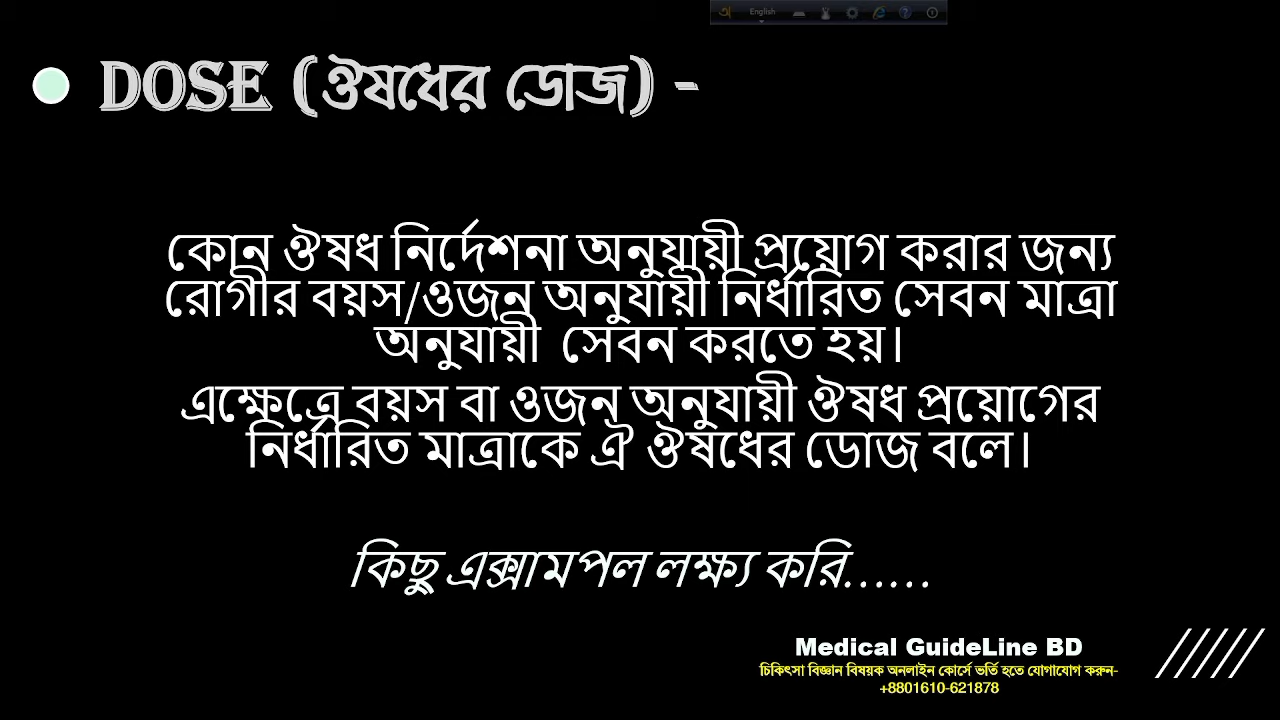 English
DOSE (ঔষধের ডোজ) -
কোন ঔষধ নির্দেশনা অনুযায়ী প্রয়োগ করার জন্য
রোগীর বয়স/ওজন অনুযায়ী নির্ধারিত সেবন মাত্রা
অনুযায়ী সেবন করতে হয়।
এক্ষেত্রে বয়স বা ওজন অনুযায়ী ঔষধ প্রয়োগের
নির্ধারিত মাত্রাকে ঐ ঔষধের ডোজ বলে।
কিছু এক্সামপল লক্ষ্য করি......
Medical GuideLine BD
চিকিৎসা বিজ্ঞান বিষয়ক অনলাইন কোর্সে ভর্তি হতে যোগাযোগ করুন-
+8801610-621878